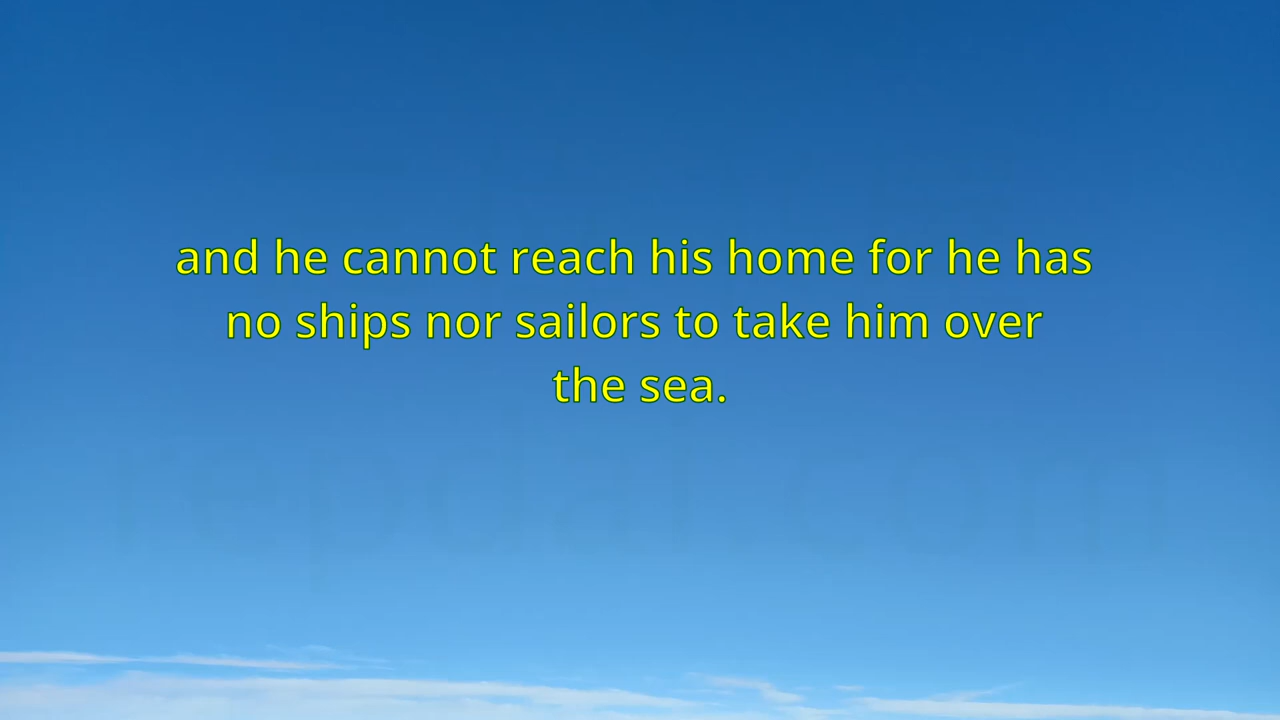 and he cannot reach his home for he has
no ships nor sailors to take him over
the sea.